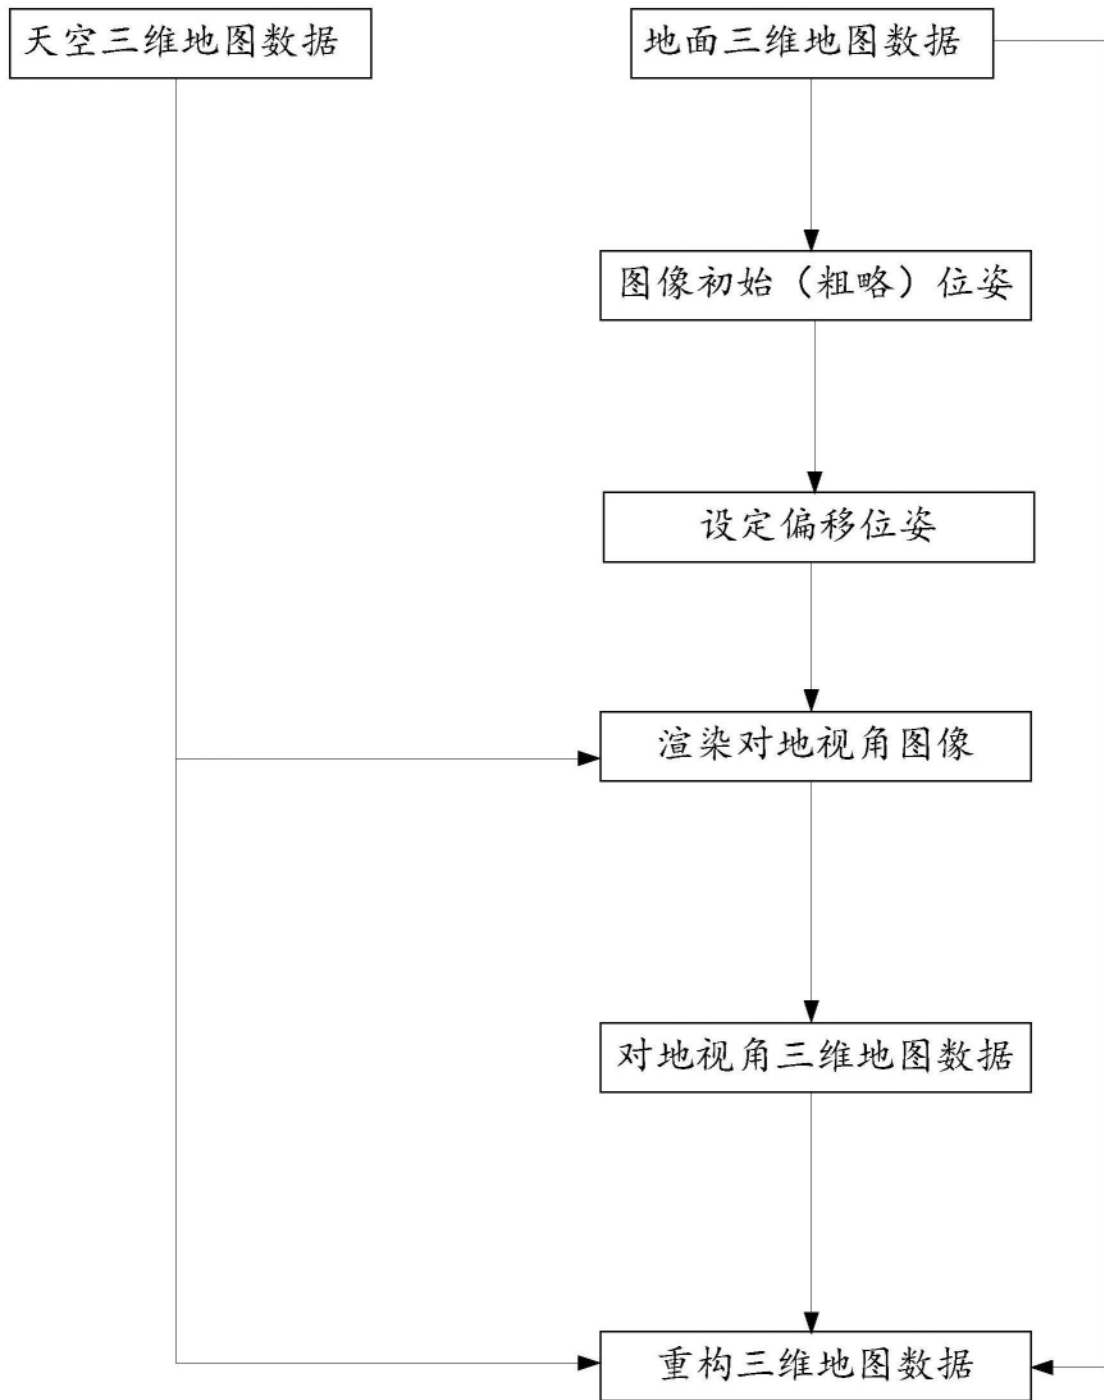 天空三维地图数据
地面三维地图数据
图像初始（粗略）位姿
设定偏移位姿
渲染对地视角图像
对地视角三维地图数据
重构三维地图数据